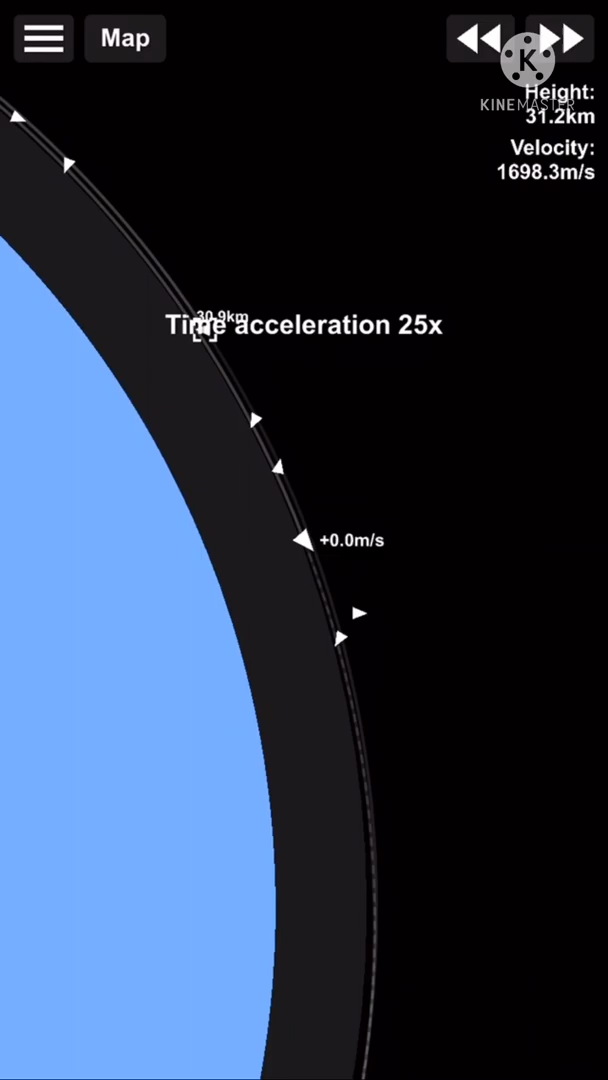 Map
K
KINEMASTER
Height:
31.2km
Velocity:
1698.3m/s
30.9km
Time acceleration 25x
+0.0m/s